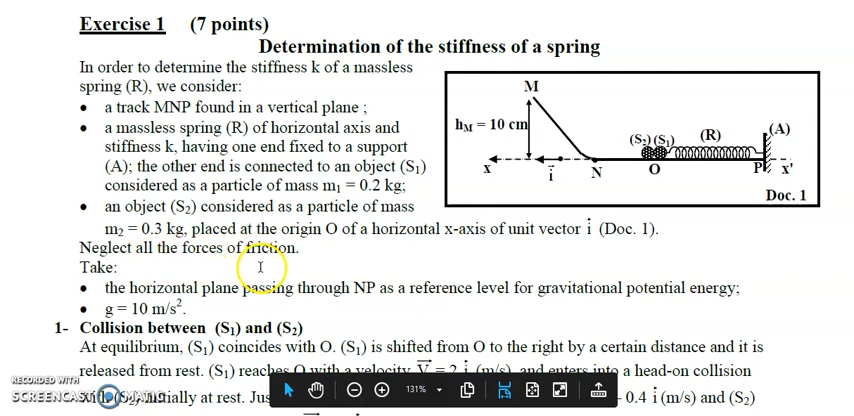 Exercise 1 (7 points)
Determination of the stiffness of a spring
In order to determine the stiffness k of a massless
spring (R), we consider:
• a track MNP found in a vertical plane ;
• a massless spring (R) of horizontal axis and
stiffness k, having one end fixed to a support
(A); the other end is connected to an object (S₁)
considered as a particle of mass m₁ = 0.2 kg;
• an object (S₂) considered as a particle of mass
m₂ = 0.3 kg, placed at the origin O of a horizontal x-axis of unit vector i⃗ (Doc. 1).
M
hM = 10 cm
(S₂) (S₁)
(R)
(A)
x
i⃗
N
O
P
x'
Doc. 1
Neglect all the forces of friction.
Take:
• the horizontal plane passing through NP as a reference level for gravitational potential energy;
• g = 10 m/s².
1- Collision between (S₁) and (S₂)
At equilibrium, (S₁) coincides with O. (S₁) is shifted from O to the right by a certain distance and it is
released from rest. (S₁) reaches O with a velocity V⃗ = 2 i⃗ (m/s) and enters into a head-on collision
initially at rest. 0.4 i⃗ (m/s) and (S₂)
RECORDED WITH
SCREENCAST MATIC
131%